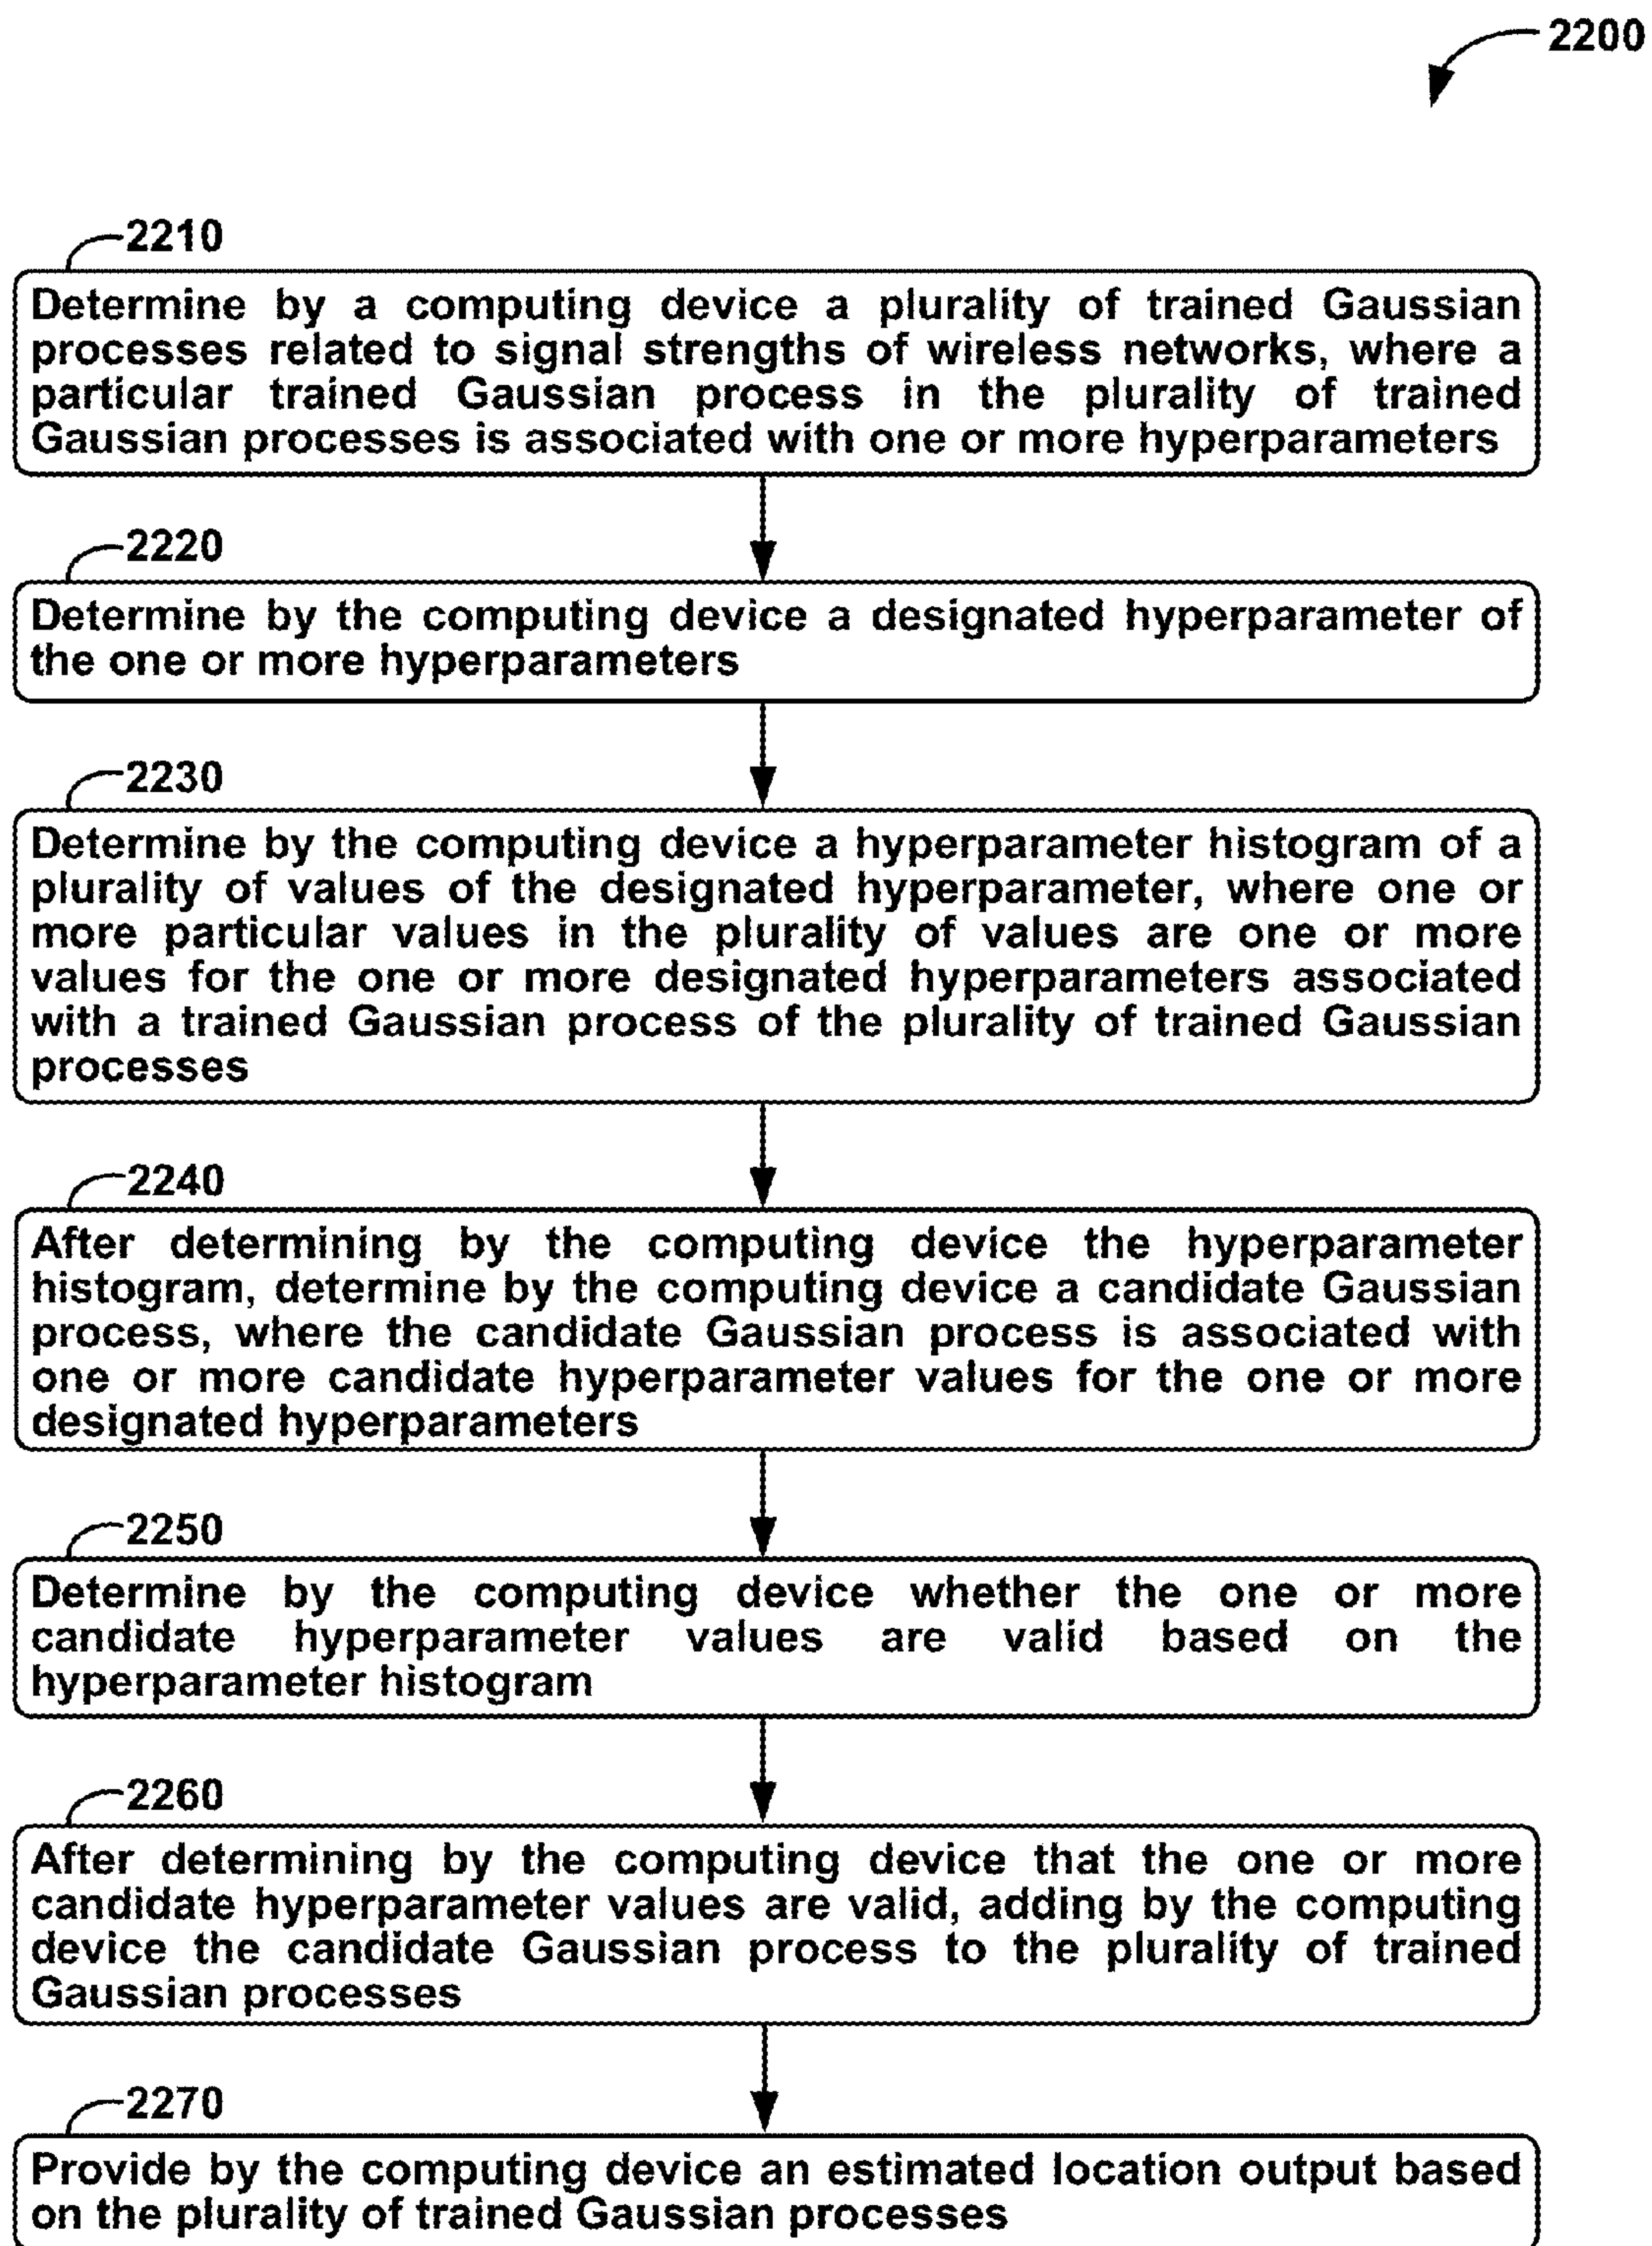 2200
2210
Determine by a computing device a plurality of trained Gaussian
processes related to signal strengths of wireless networks, where a
particular trained Gaussian process in the plurality of trained
Gaussian processes is associated with one or more hyperparameters
2220
Determine by the computing device a designated hyperparameter of
the one or more hyperparameters
2230
Determine by the computing device a hyperparameter histogram of a
plurality of values of the designated hyperparameter, where one or
more particular values in the plurality of values are one or more
values for the one or more designated hyperparameters associated
with a trained Gaussian process of the plurality of trained Gaussian
processes
2240
After determining by the computing device the hyperparameter
histogram, determine by the computing device a candidate Gaussian
process, where the candidate Gaussian process is associated with
one or more candidate hyperparameter values for the one or more
designated hyperparameters
2250
Determine by the computing device whether the one or more
candidate hyperparameter values are valid based on the
hyperparameter histogram
2260
After determining by the computing device that the one or more
candidate hyperparameter values are valid, adding by the computing
device the candidate Gaussian process to the plurality of trained
Gaussian processes
2270
Provide by the computing device an estimated location output based
on the plurality of trained Gaussian processes